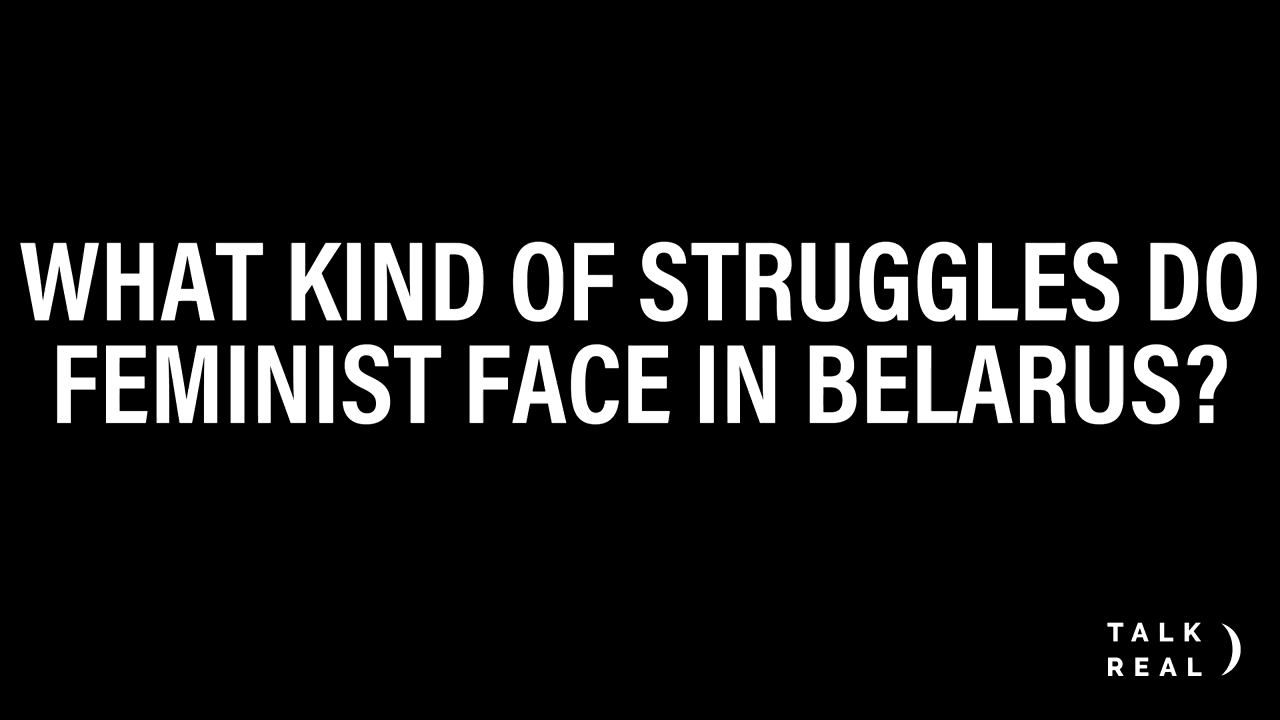 WHAT KIND OF STRUGGLES DO
FEMINIST FACE IN BELARUS?
TALK
REAL